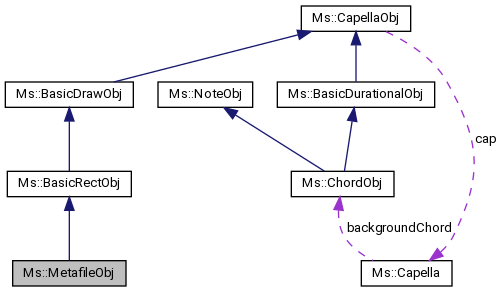 Ms::CapellaObj
Ms::BasicDrawObj
Ms::NoteObj
Ms::BasicDurationalObj
cap
Ms::BasicRectObj
Ms::ChordObj
backgroundChord
Ms::MetafileObj
Ms::Capella